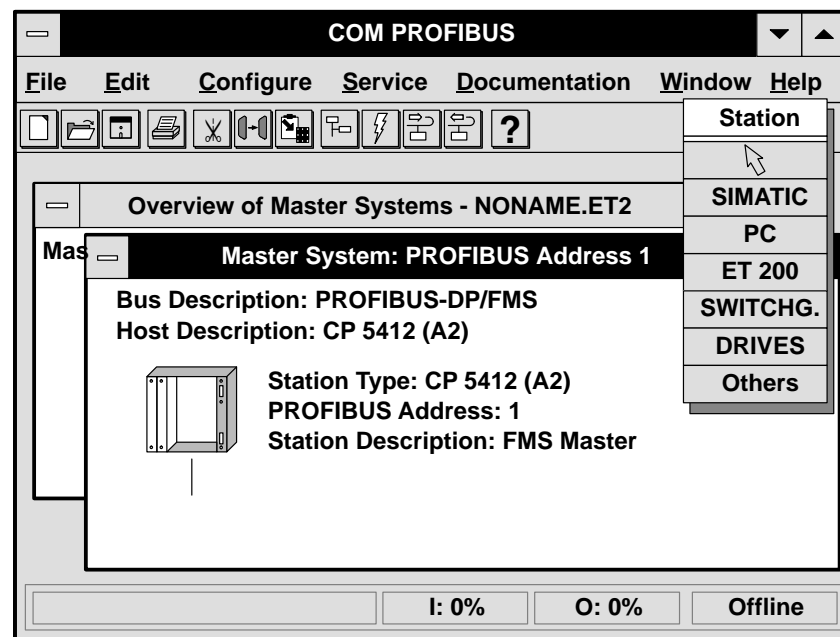 COM PROFIBUS
File Edit Configure Service Documentation Window Help
?
Station
SIMATIC
PC
ET 200
SWITCHG.
DRIVES
Others
Overview of Master Systems - NONAME.ET2
Mas
Master System: PROFIBUS Address 1
Bus Description: PROFIBUS-DP/FMS
Host Description: CP 5412 (A2)
Station Type: CP 5412 (A2)
PROFIBUS Address: 1
Station Description: FMS Master
I: 0% O: 0% Offline